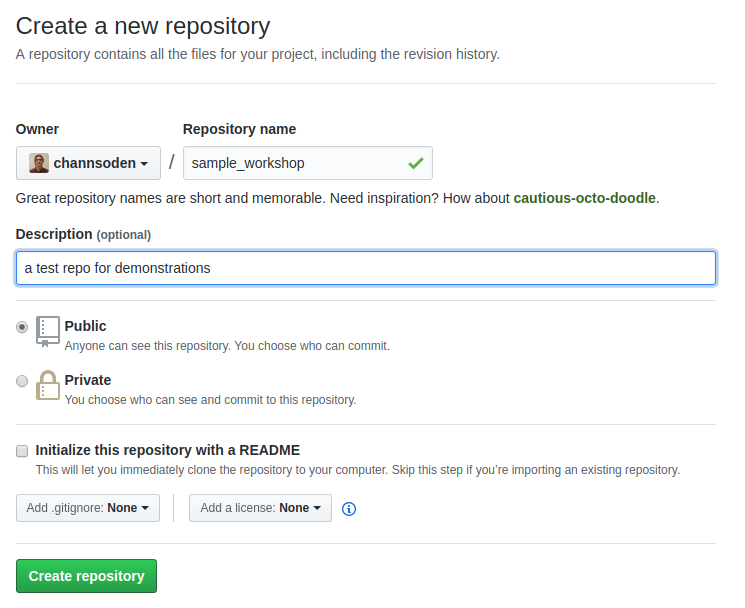 Create a new repository
A repository contains all the files for your project, including the revision history.
Owner
Repository name
channsoden / sample_workshop
Great repository names are short and memorable. Need inspiration? How about cautious-octo-doodle.
Description (optional)
a test repo for demonstrations
Public
Anyone can see this repository. You choose who can commit.
Private
You choose who can see and commit to this repository.
Initialize this repository with a README
This will let you immediately clone the repository to your computer. Skip this step if you’re importing an existing repository.
Add .gitignore: None
Add a license: None
Create repository